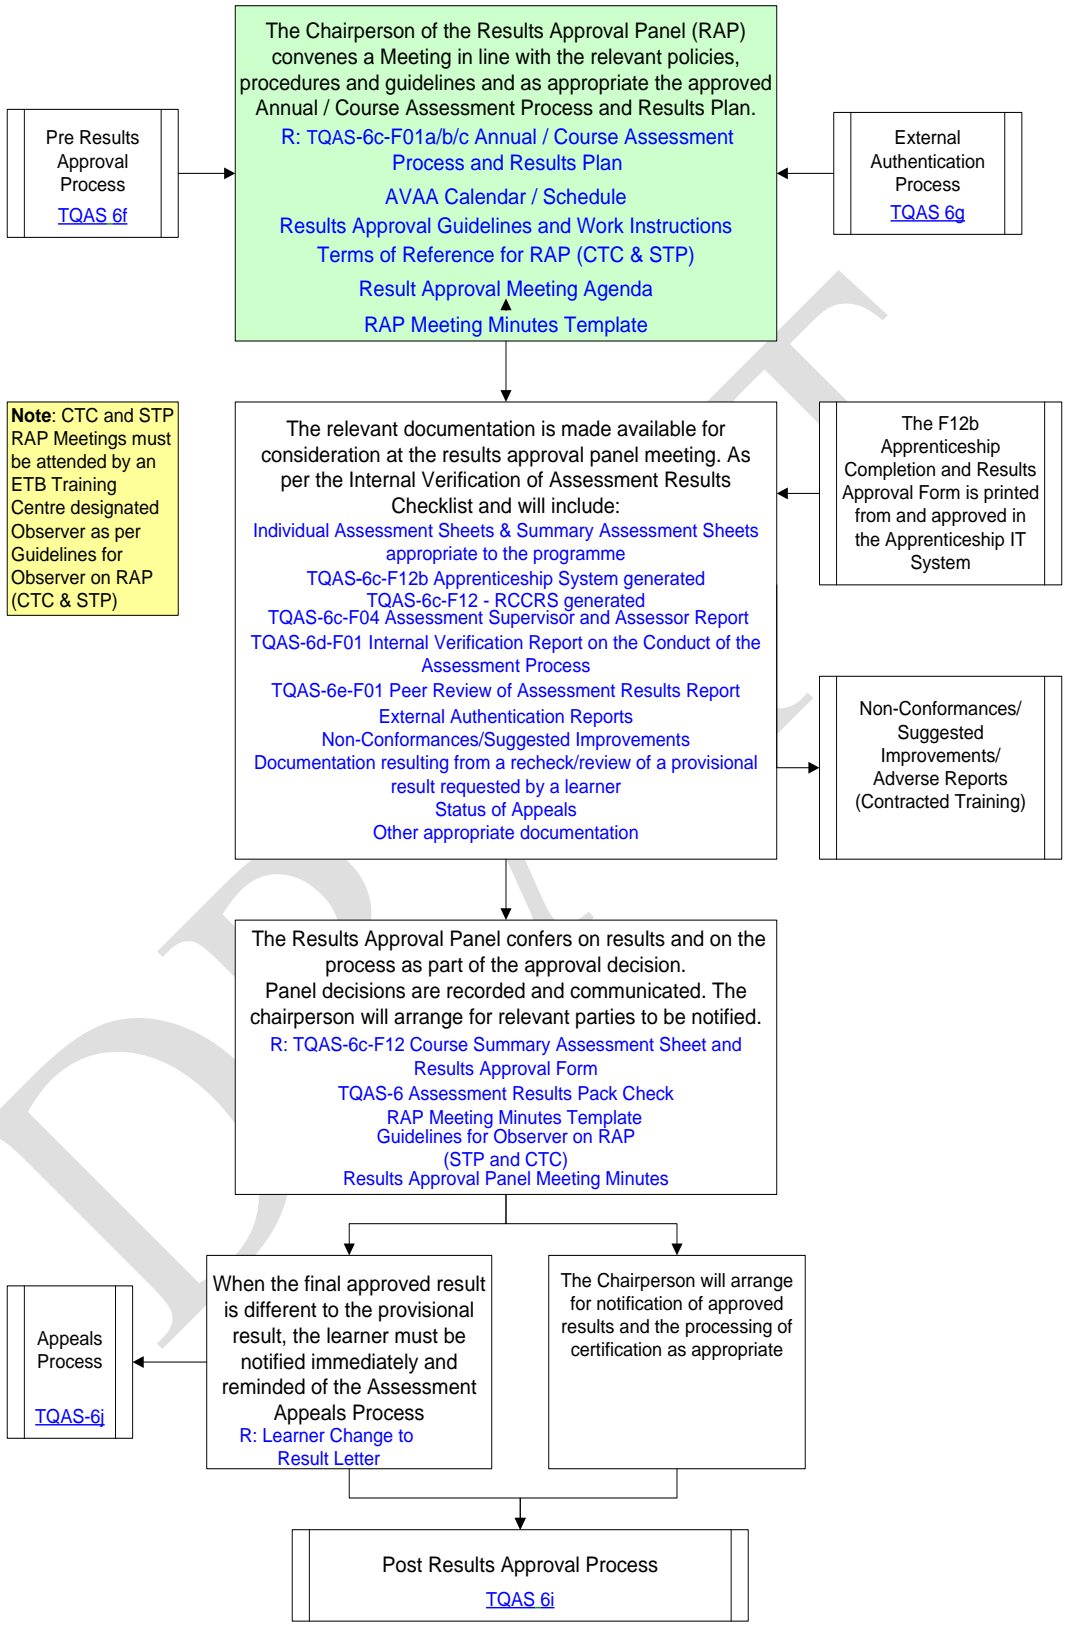 The Chairperson of the Results Approval Panel (RAP)
convenes a Meeting in line with the relevant policies,
procedures and guidelines and as appropriate the approved
Annual / Course Assessment Process and Results Plan.
R: TQAS-6c-F01a/b/c Annual / Course Assessment
Process and Results Plan
AVAA Calendar / Schedule
Results Approval Guidelines and Work Instructions
Terms of Reference for RAP (CTC & STP)
Result Approval Meeting Agenda
RAP Meeting Minutes Template
Pre Results
Approval
Process
TQAS 6f
External
Authentication
Process
TQAS 6g
Note: CTC and STP
RAP Meetings must
be attended by an
ETB Training
Centre designated
Observer as per
Guidelines for
Observer on RAP
(CTC & STP)
The relevant documentation is made available for
consideration at the results approval panel meeting. As
per the Internal Verification of Assessment Results
Checklist and will include:
Individual Assessment Sheets & Summary Assessment Sheets
appropriate to the programme
TQAS-6c-F12b Apprenticeship System generated
TQAS-6c-F12 - RCCRS generated
TQAS-6c-F04 Assessment Supervisor and Assessor Report
TQAS-6d-F01 Internal Verification Report on the Conduct of the
Assessment Process
TQAS-6e-F01 Peer Review of Assessment Results Report
External Authentication Reports
Non-Conformances/Suggested Improvements
Documentation resulting from a recheck/review of a provisional
result requested by a learner
Status of Appeals
Other appropriate documentation
The F12b
Apprenticeship
Completion and Results
Approval Form is printed
from and approved in
the Apprenticeship IT
System
Non-Conformances/
Suggested
Improvements/
Adverse Reports
(Contracted Training)
The Results Approval Panel confers on results and on the
process as part of the approval decision.
Panel decisions are recorded and communicated. The
chairperson will arrange for relevant parties to be notified.
R: TQAS-6c-F12 Course Summary Assessment Sheet and
Results Approval Form
TQAS-6 Assessment Results Pack Check
RAP Meeting Minutes Template
Guidelines for Observer on RAP
(STP and CTC)
Results Approval Panel Meeting Minutes
When the final approved result
is different to the provisional
result, the learner must be
notified immediately and
reminded of the Assessment
Appeals Process
R: Learner Change to
Result Letter
The Chairperson will arrange
for notification of approved
results and the processing of
certification as appropriate
Appeals
Process
TQAS-6j
Post Results Approval Process
TQAS 6i
DRAFT